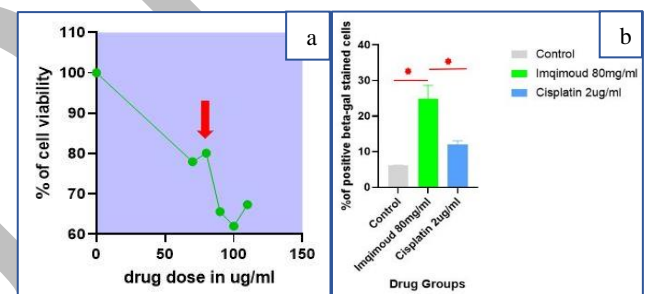 a
110
100
90
80
70
60
% of cell viability
0 50 100 150
drug dose in ug/ml
b
40
30
20
10
0
%of positive beta-gal stained cells
Control
Imqimoud 80mg/ml
Cisplatin 2ug/ml
Control
Imqimoud 80mg/ml
Cisplatin 2ug/ml
Drug Groups